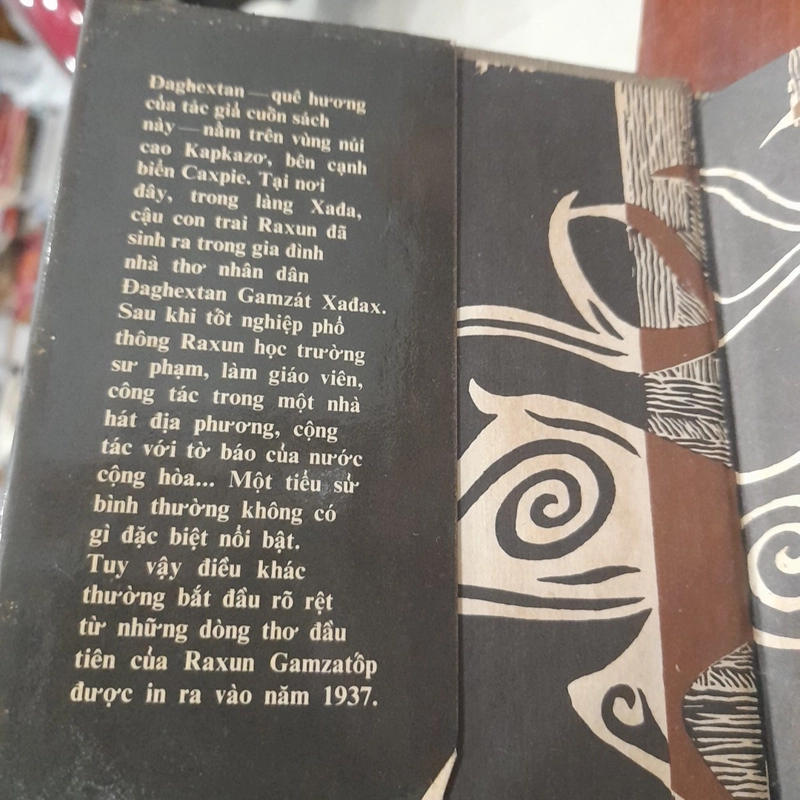 Đaghextan — quê hương
của tác giả cuốn sách
này — nằm trên vùng núi
cao Kapkazơ, bên cạnh
biển Caxpie. Tại nơi
đây, trong làng Xađa,
cậu con trai Raxun đã
sinh ra trong gia đình
nhà thơ nhân dân
Đaghextan Gamzát Xađax.
Sau khi tốt nghiệp phổ
thông Raxun học trường
sư phạm, làm giáo viên,
công tác trong một nhà
hát địa phương, cộng
tác với tờ báo của nước
cộng hòa... Một tiểu sử
bình thường không có
gì đặc biệt nổi bật.
Tuy vậy điều khác
thường bắt đầu rõ rệt
từ những dòng thơ đầu
tiên của Raxun Gamzatốp
được in ra vào năm 1937.